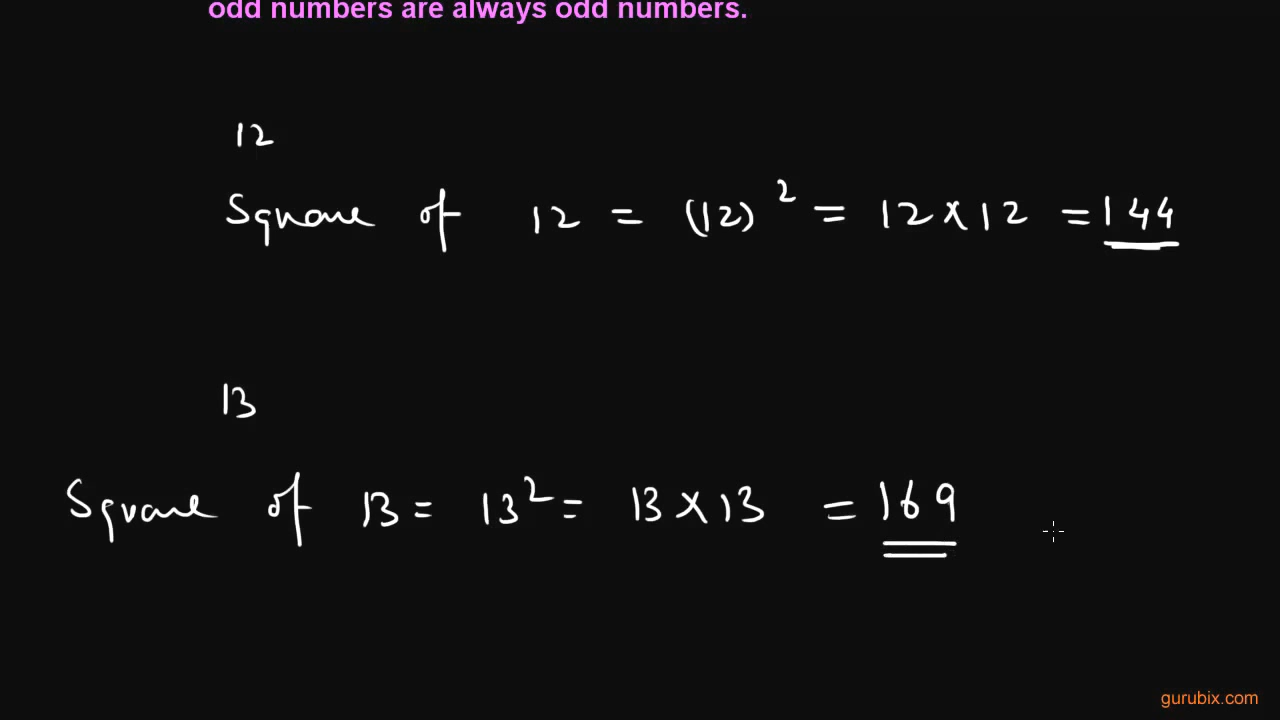 odd numbers are always odd numbers.
12
Square of 12 = (12)² = 12 × 12 = 144
13
Square of 13 = 13² = 13 × 13 = 169
gurubix.com